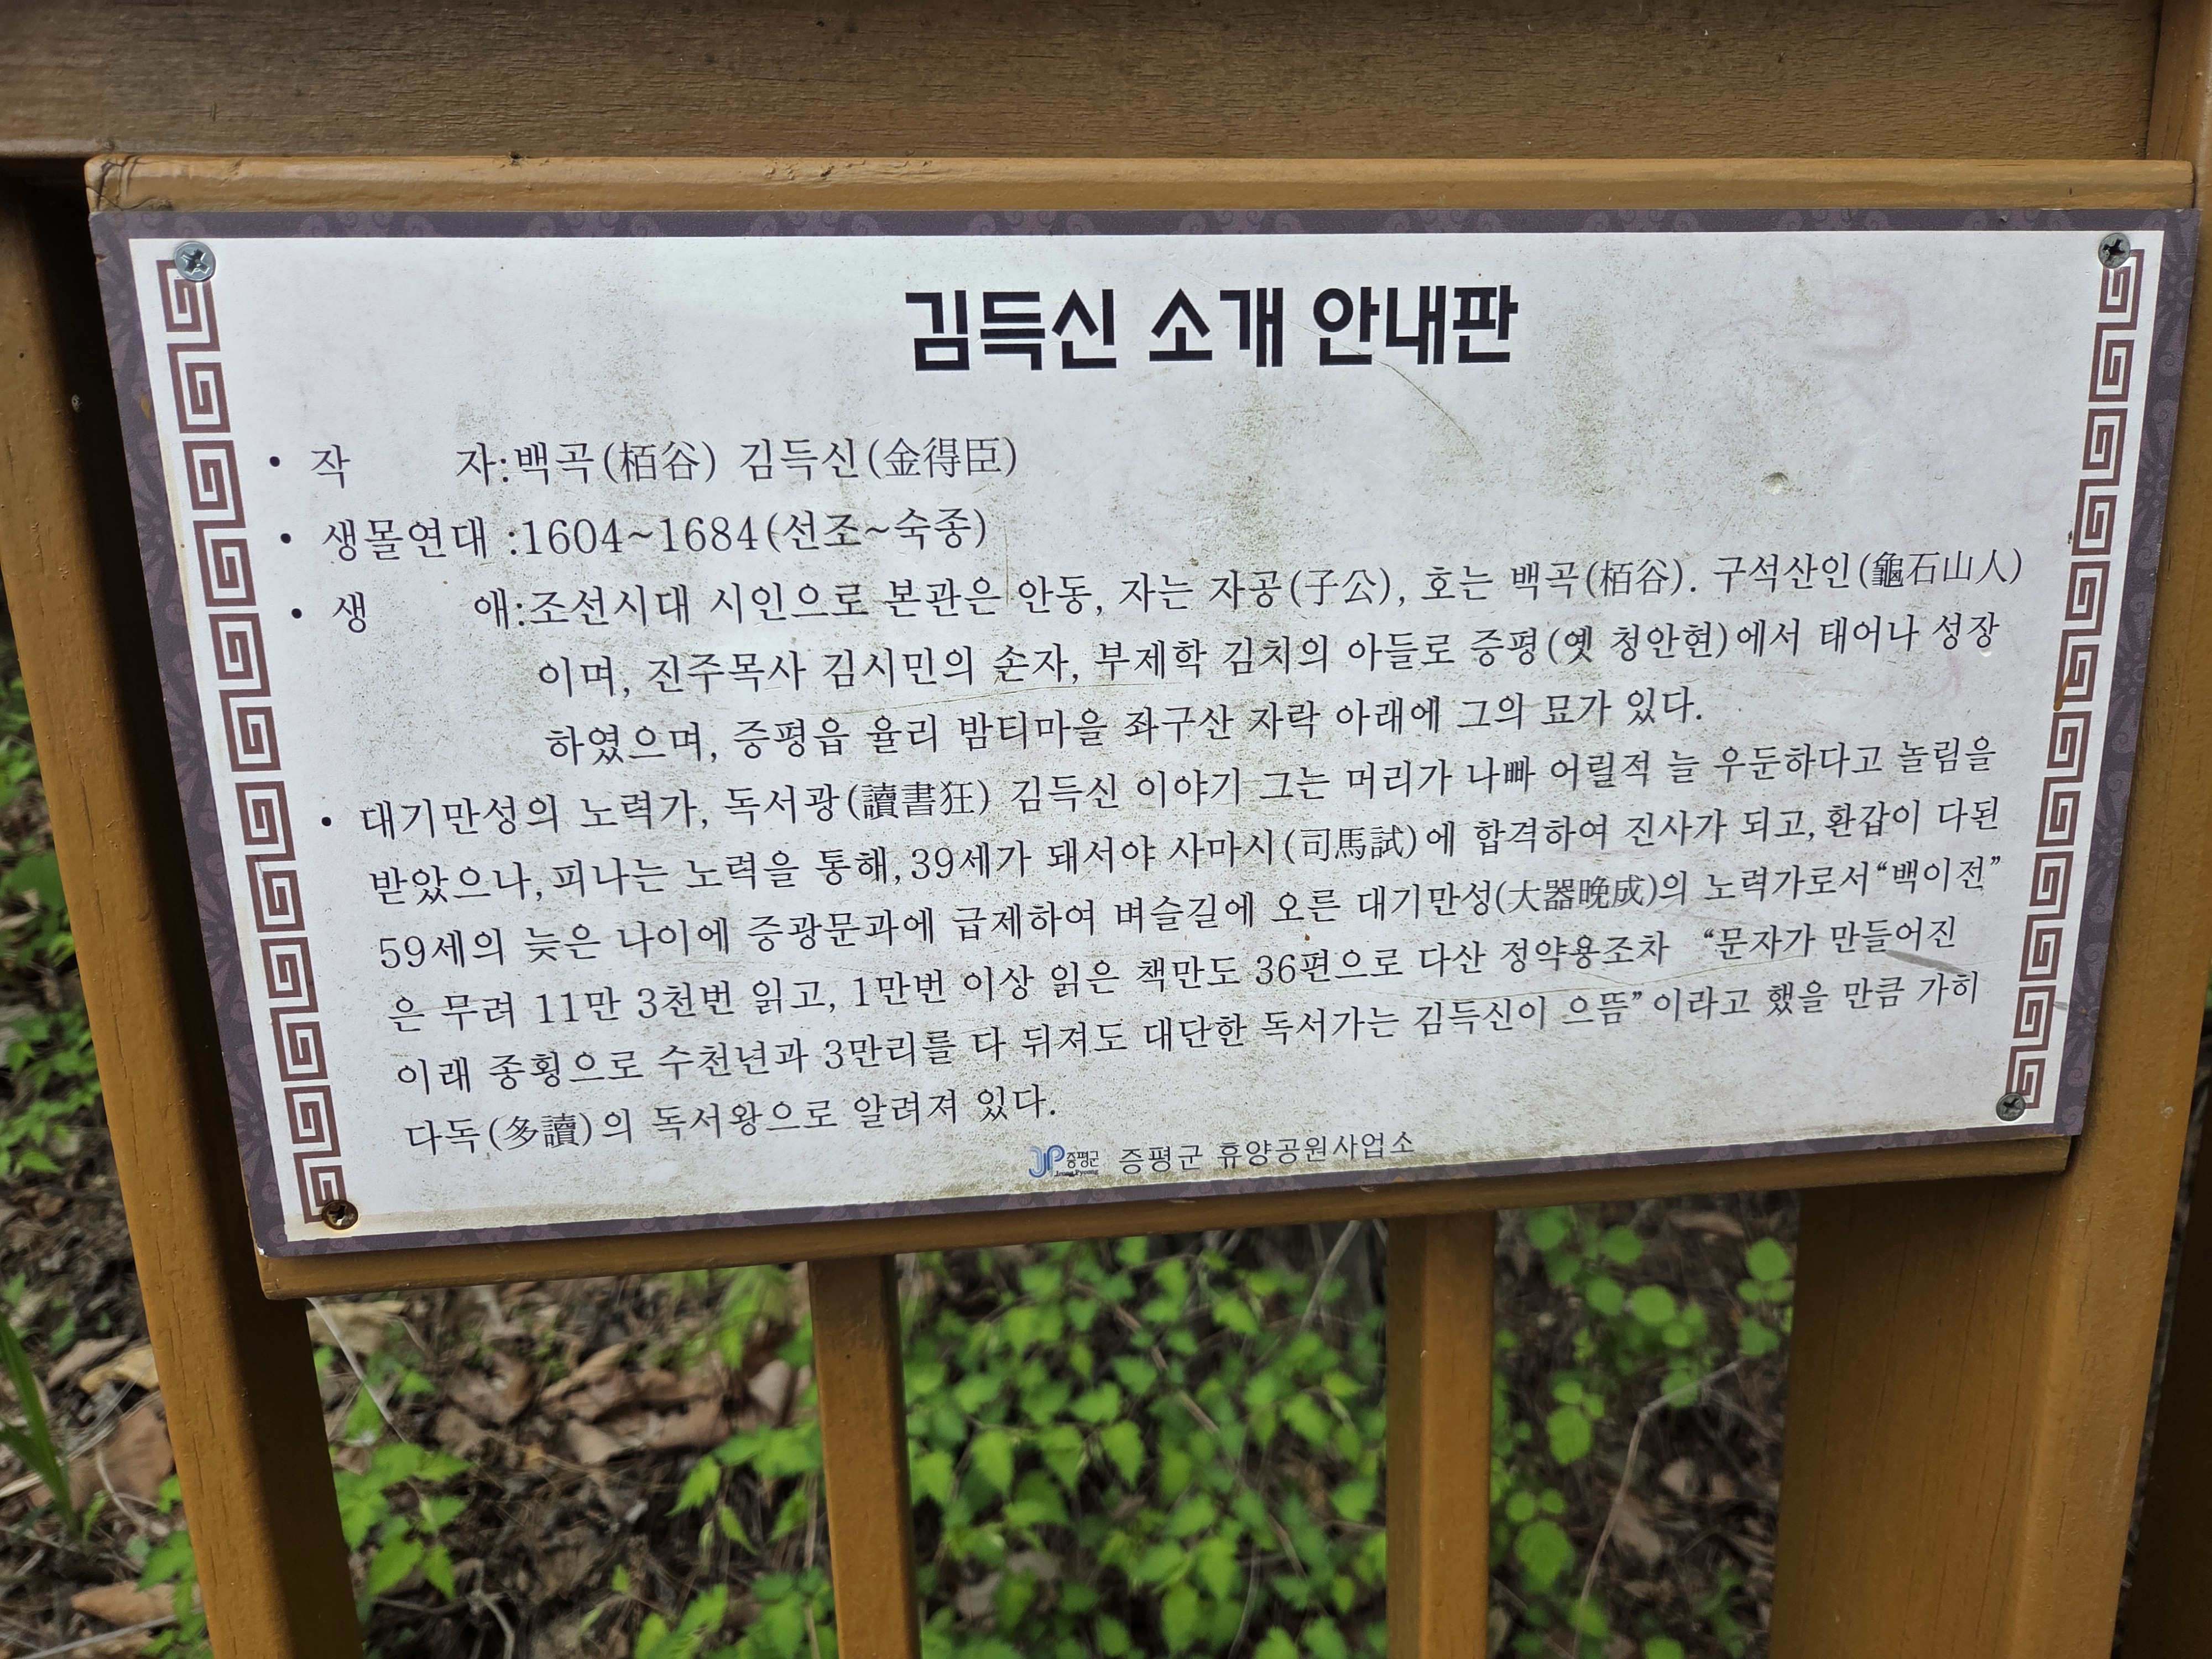 김득신 소개 안내판
• 작 자:백곡(栢谷) 김득신(金得臣)
• 생몰연대 :1604~1684(선조~숙종)
• 생 애:조선시대 시인으로 본관은 안동, 자는 자공(子公), 호는 백곡(栢谷). 구석산인(龜石山人)
이며, 진주목사 김시민의 손자, 부제학 김치의 아들로 증평(옛 청안현)에서 태어나 성장
하였으며, 증평읍 율리 밤티마을 좌구산 자락 아래에 그의 묘가 있다.
• 대기만성의 노력가, 독서광(讀書狂) 김득신 이야기 그는 머리가 나빠 어릴적 늘 우둔하다고 놀림을
받았으나, 피나는 노력을 통해, 39세가 돼서야 사마시(司馬試)에 합격하여 진사가 되고, 환갑이 다된
59세의 늦은 나이에 증광문과에 급제하여 벼슬길에 오른 대기만성(大器晩成)의 노력가로서 “백이전”
은 무려 11만 3천번 읽고, 1만번 이상 읽은 책만도 36편으로 다산 정약용조차 “문자가 만들어진
이래 종횡으로 수천년과 3만리를 다 뒤져도 대단한 독서가는 김득신이 으뜸” 이라고 했을 만큼 가히
다독(多讀)의 독서왕으로 알려져 있다.
JP 증평군 Jeung Pyeong 증평군 휴양공원사업소